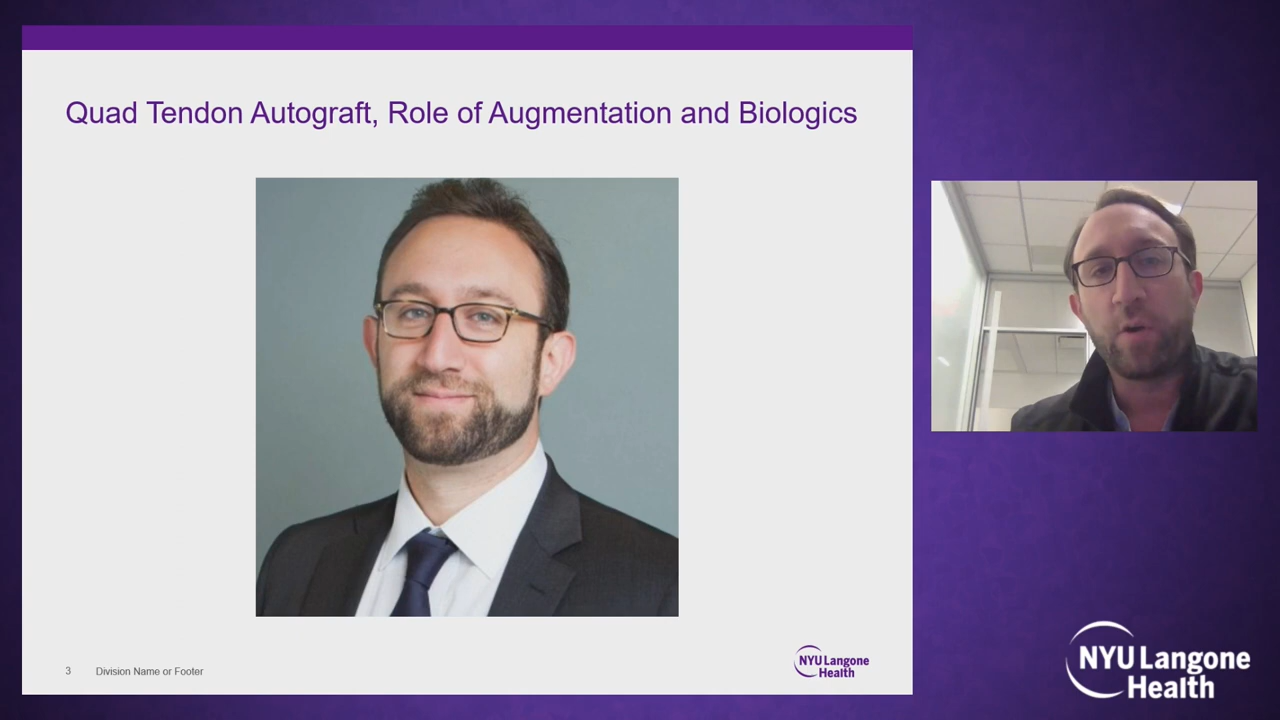 Quad Tendon Autograft, Role of Augmentation and Biologics
3 Division Name or Footer
NYU Langone
Health
NYU Langone
Health